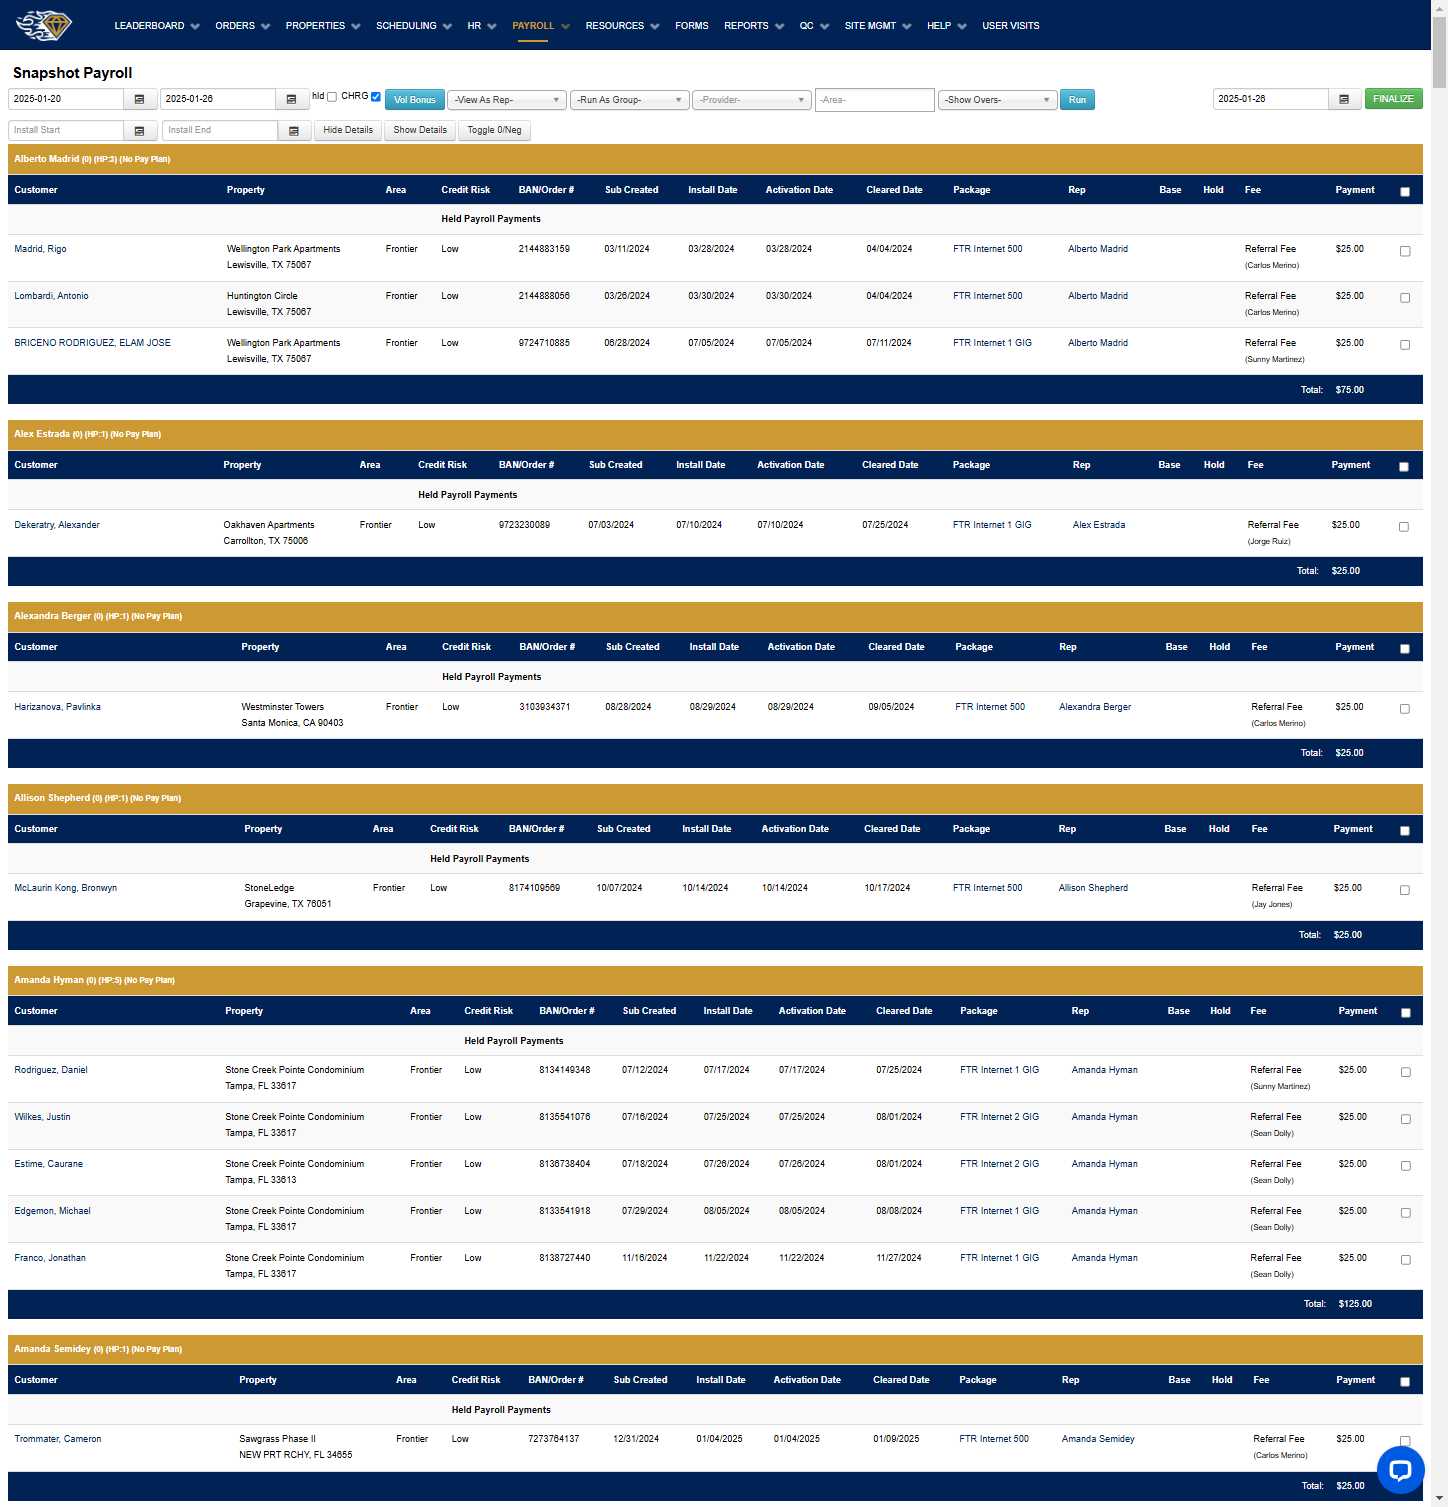 LEADERBOARD ORDERS PROPERTIES SCHEDULING HR PAYROLL RESOURCES FORMS REPORTS QC SITE MGMT HELP USER VISITS
Snapshot Payroll
2025-01-20 2025-01-26 hld CHRG Vol Bonus -View As Rep- -Run As Group- -Provider- -Area- -Show Overs- Run 2025-01-26 FINALIZE
Install Start Install End Hide Details Show Details Toggle 0/Neg
Alberto Madrid (0) (HP:3) (No Pay Plan)
Customer Property Area Credit Risk BAN/Order # Sub Created Install Date Activation Date Cleared Date Package Rep Base Hold Fee Payment
Held Payroll Payments
Madrid, Rigo Wellington Park Apartments Frontier Low 2144883159 03/11/2024 03/28/2024 03/28/2024 04/04/2024 FTR Internet 500 Alberto Madrid Referral Fee $25.00
Lewisville, TX 75067 (Carlos Merino)
Lombardi, Antonio Huntington Circle Frontier Low 2144888056 03/26/2024 03/30/2024 03/30/2024 04/04/2024 FTR Internet 500 Alberto Madrid Referral Fee $25.00
Lewisville, TX 75067 (Carlos Merino)
BRICENO RODRIGUEZ, ELAM JOSE Wellington Park Apartments Frontier Low 9724710885 06/28/2024 07/05/2024 07/05/2024 07/11/2024 FTR Internet 1 GIG Alberto Madrid Referral Fee $25.00
Lewisville, TX 75067 (Sunny Martinez)
Total: $75.00
Alex Estrada (0) (HP:1) (No Pay Plan)
Customer Property Area Credit Risk BAN/Order # Sub Created Install Date Activation Date Cleared Date Package Rep Base Hold Fee Payment
Held Payroll Payments
Dekeratry, Alexander Oakhaven Apartments Frontier Low 9723230089 07/03/2024 07/10/2024 07/10/2024 07/25/2024 FTR Internet 1 GIG Alex Estrada Referral Fee $25.00
Carrollton, TX 75006 (Jorge Ruiz)
Total: $25.00
Alexandra Berger (0) (HP:1) (No Pay Plan)
Customer Property Area Credit Risk BAN/Order # Sub Created Install Date Activation Date Cleared Date Package Rep Base Hold Fee Payment
Held Payroll Payments
Harizanova, Pavlinka Westminster Towers Frontier Low 3103934371 08/28/2024 08/29/2024 08/29/2024 09/05/2024 FTR Internet 500 Alexandra Berger Referral Fee $25.00
Santa Monica, CA 90403 (Carlos Merino)
Total: $25.00
Allison Shepherd (0) (HP:1) (No Pay Plan)
Customer Property Area Credit Risk BAN/Order # Sub Created Install Date Activation Date Cleared Date Package Rep Base Hold Fee Payment
Held Payroll Payments
McLaurin Kong, Bronwyn StoneLedge Frontier Low 8174109569 10/07/2024 10/14/2024 10/14/2024 10/17/2024 FTR Internet 500 Allison Shepherd Referral Fee $25.00
Grapevine, TX 76051 (Jay Jones)
Total: $25.00
Amanda Hyman (0) (HP:5) (No Pay Plan)
Customer Property Area Credit Risk BAN/Order # Sub Created Install Date Activation Date Cleared Date Package Rep Base Hold Fee Payment
Held Payroll Payments
Rodriguez, Daniel Stone Creek Pointe Condominium Frontier Low 8134149348 07/12/2024 07/17/2024 07/17/2024 07/25/2024 FTR Internet 1 GIG Amanda Hyman Referral Fee $25.00
Tampa, FL 33617 (Sunny Martinez)
Wilkes, Justin Stone Creek Pointe Condominium Frontier Low 8135541076 07/16/2024 07/25/2024 07/25/2024 08/01/2024 FTR Internet 2 GIG Amanda Hyman Referral Fee $25.00
Tampa, FL 33617 (Sean Dolly)
Estime, Caurane Stone Creek Pointe Condominium Frontier Low 8136738404 07/18/2024 07/26/2024 07/26/2024 08/01/2024 FTR Internet 2 GIG Amanda Hyman Referral Fee $25.00
Tampa, FL 33613 (Sean Dolly)
Edgemon, Michael Stone Creek Pointe Condominium Frontier Low 8133541918 07/29/2024 08/05/2024 08/05/2024 08/08/2024 FTR Internet 1 GIG Amanda Hyman Referral Fee $25.00
Tampa, FL 33617 (Sean Dolly)
Franco, Jonathan Stone Creek Pointe Condominium Frontier Low 8138727440 11/16/2024 11/22/2024 11/22/2024 11/27/2024 FTR Internet 1 GIG Amanda Hyman Referral Fee $25.00
Tampa, FL 33617 (Sean Dolly)
Total: $125.00
Amanda Semidey (0) (HP:1) (No Pay Plan)
Customer Property Area Credit Risk BAN/Order # Sub Created Install Date Activation Date Cleared Date Package Rep Base Hold Fee Payment
Held Payroll Payments
Trommater, Cameron Sawgrass Phase II Frontier Low 7273764137 12/31/2024 01/04/2025 01/04/2025 01/09/2025 FTR Internet 500 Amanda Semidey Referral Fee $25.00
NEW PRT RCHY, FL 34655 (Carlos Merino)
Total: $25.00